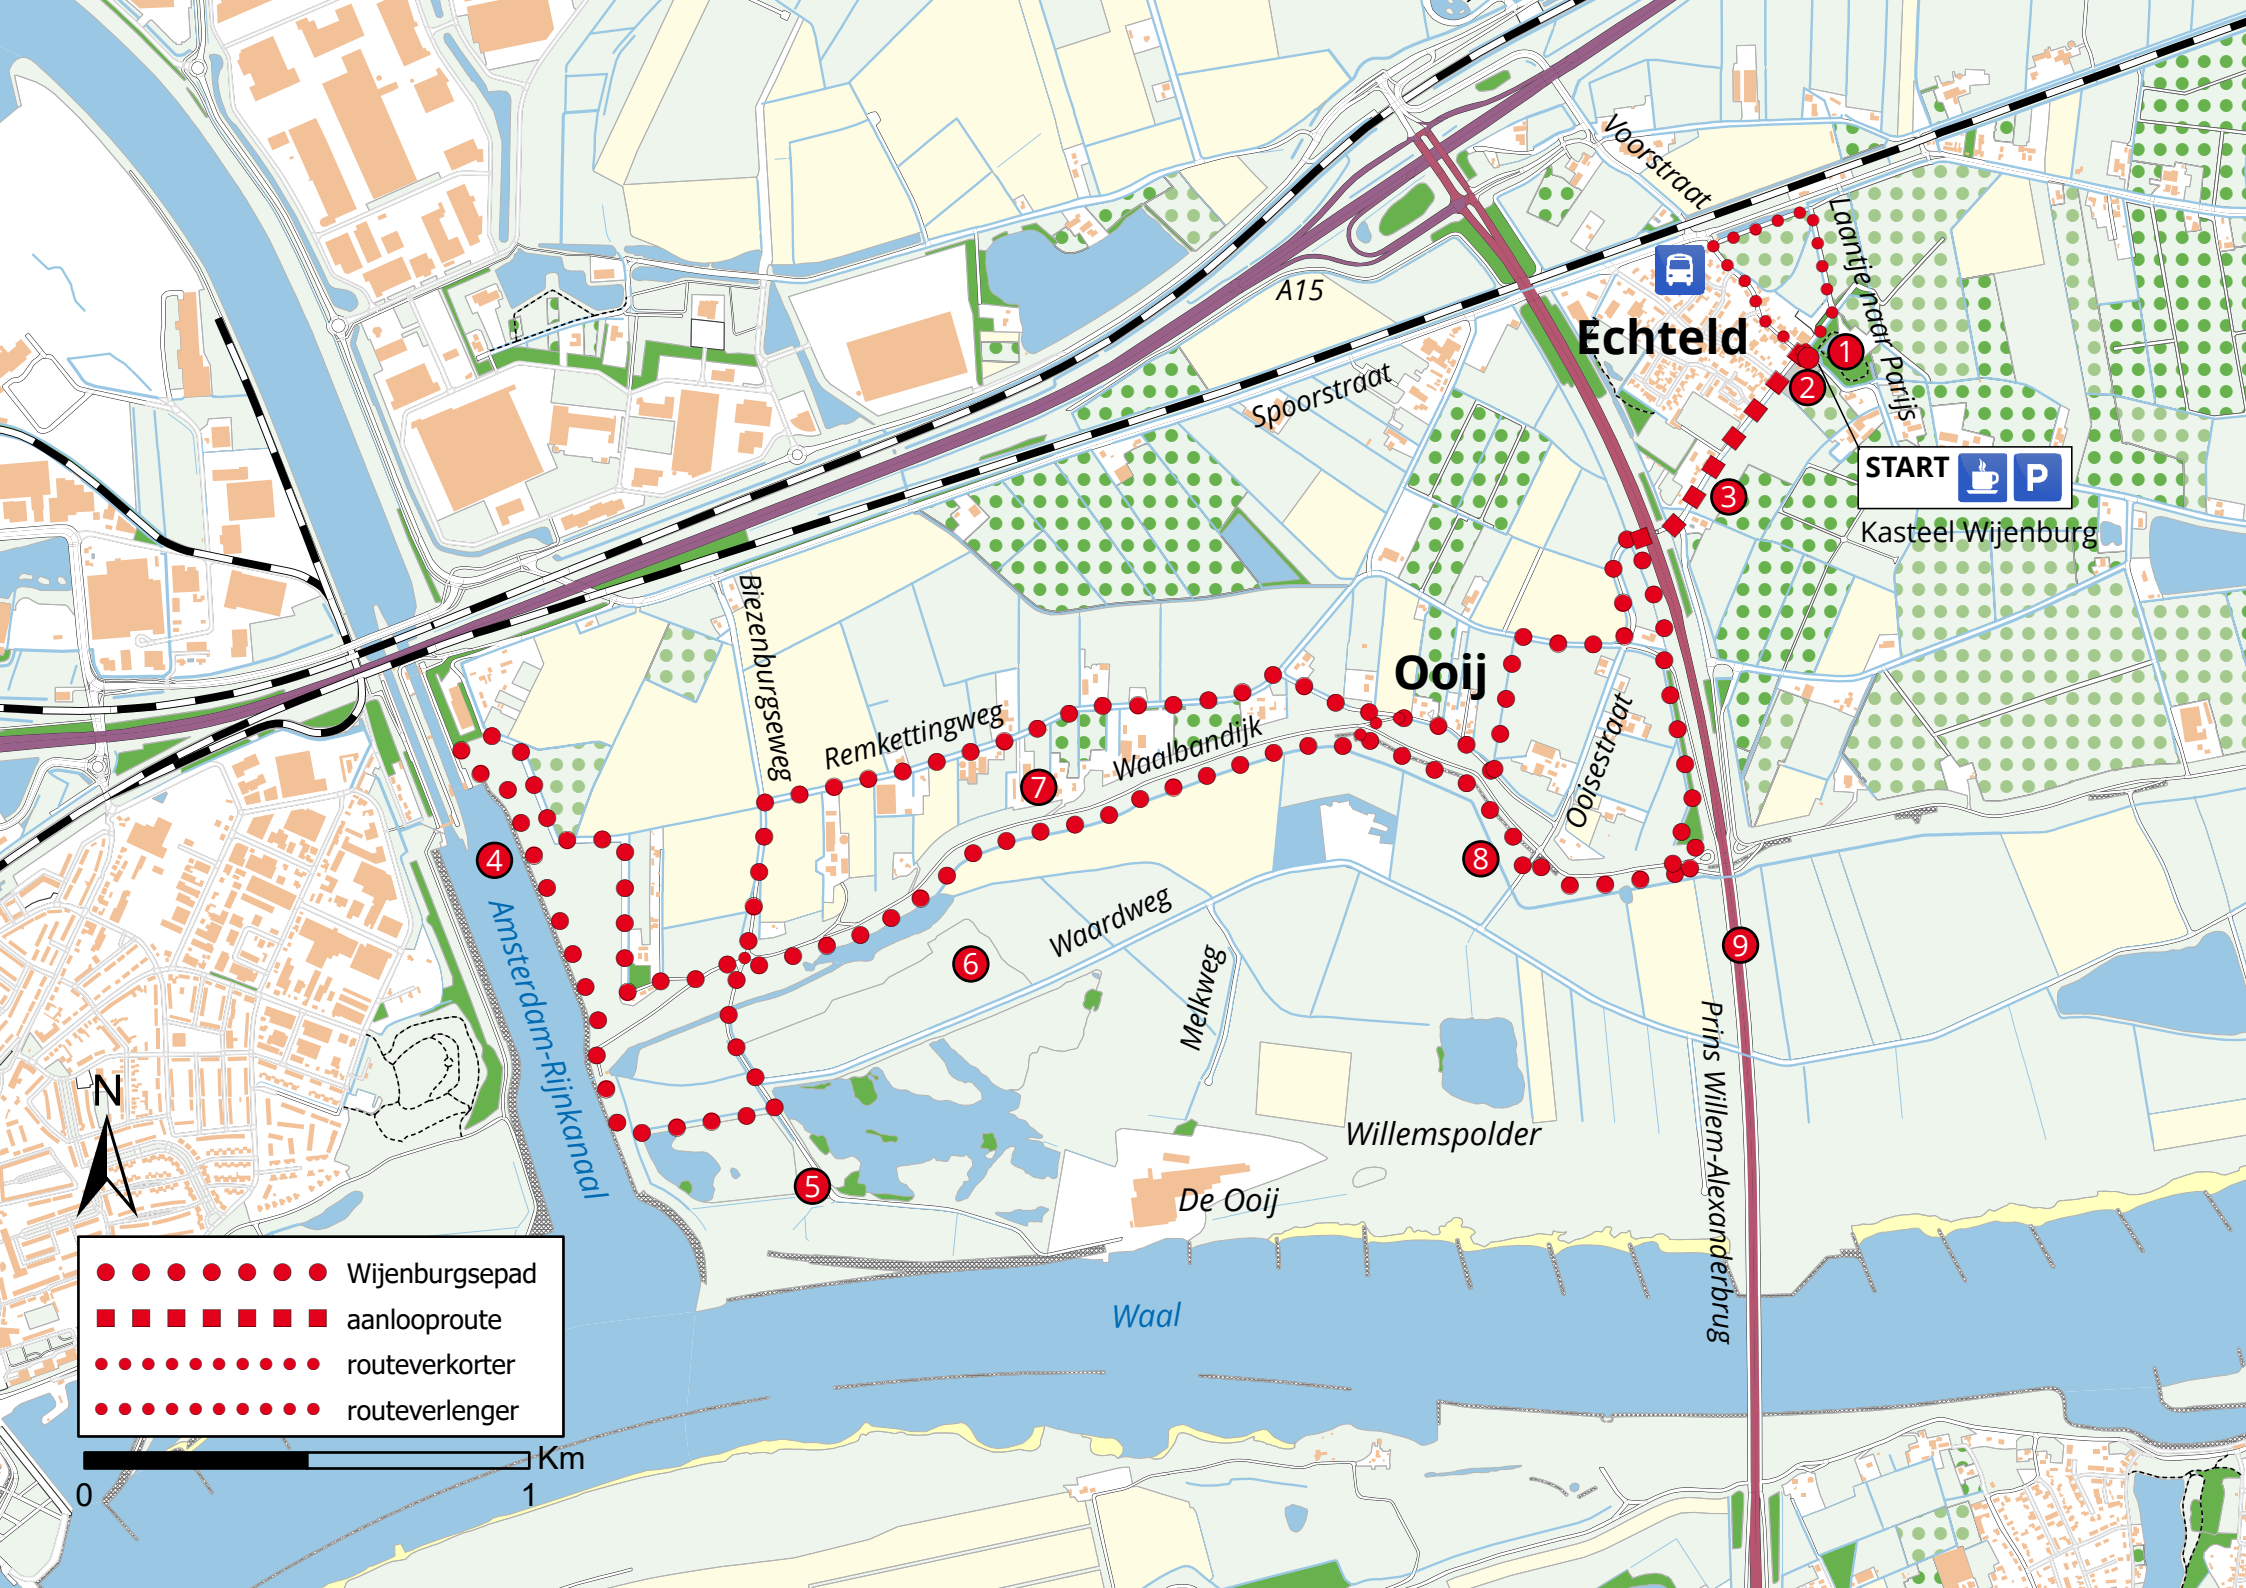 Voorstraat
Laantje naar Parijs
A15
Echteld
1
2
Spoorstraat
START P
3
Kasteel Wijenburg
Biezenburgseweg
Ooij
Remkettingweg
Waalbandijk
Ooisestraat
7
4
8
Amsterdam-Rijnkanaal
Waardweg
6
Melkweg
9
Prins Willem-Alexanderbrug
N
Willemspolder
5
De Ooij
Waal
Wijenburgsepad
aanlooproute
routeverkorter
routeverlenger
Km
0 1